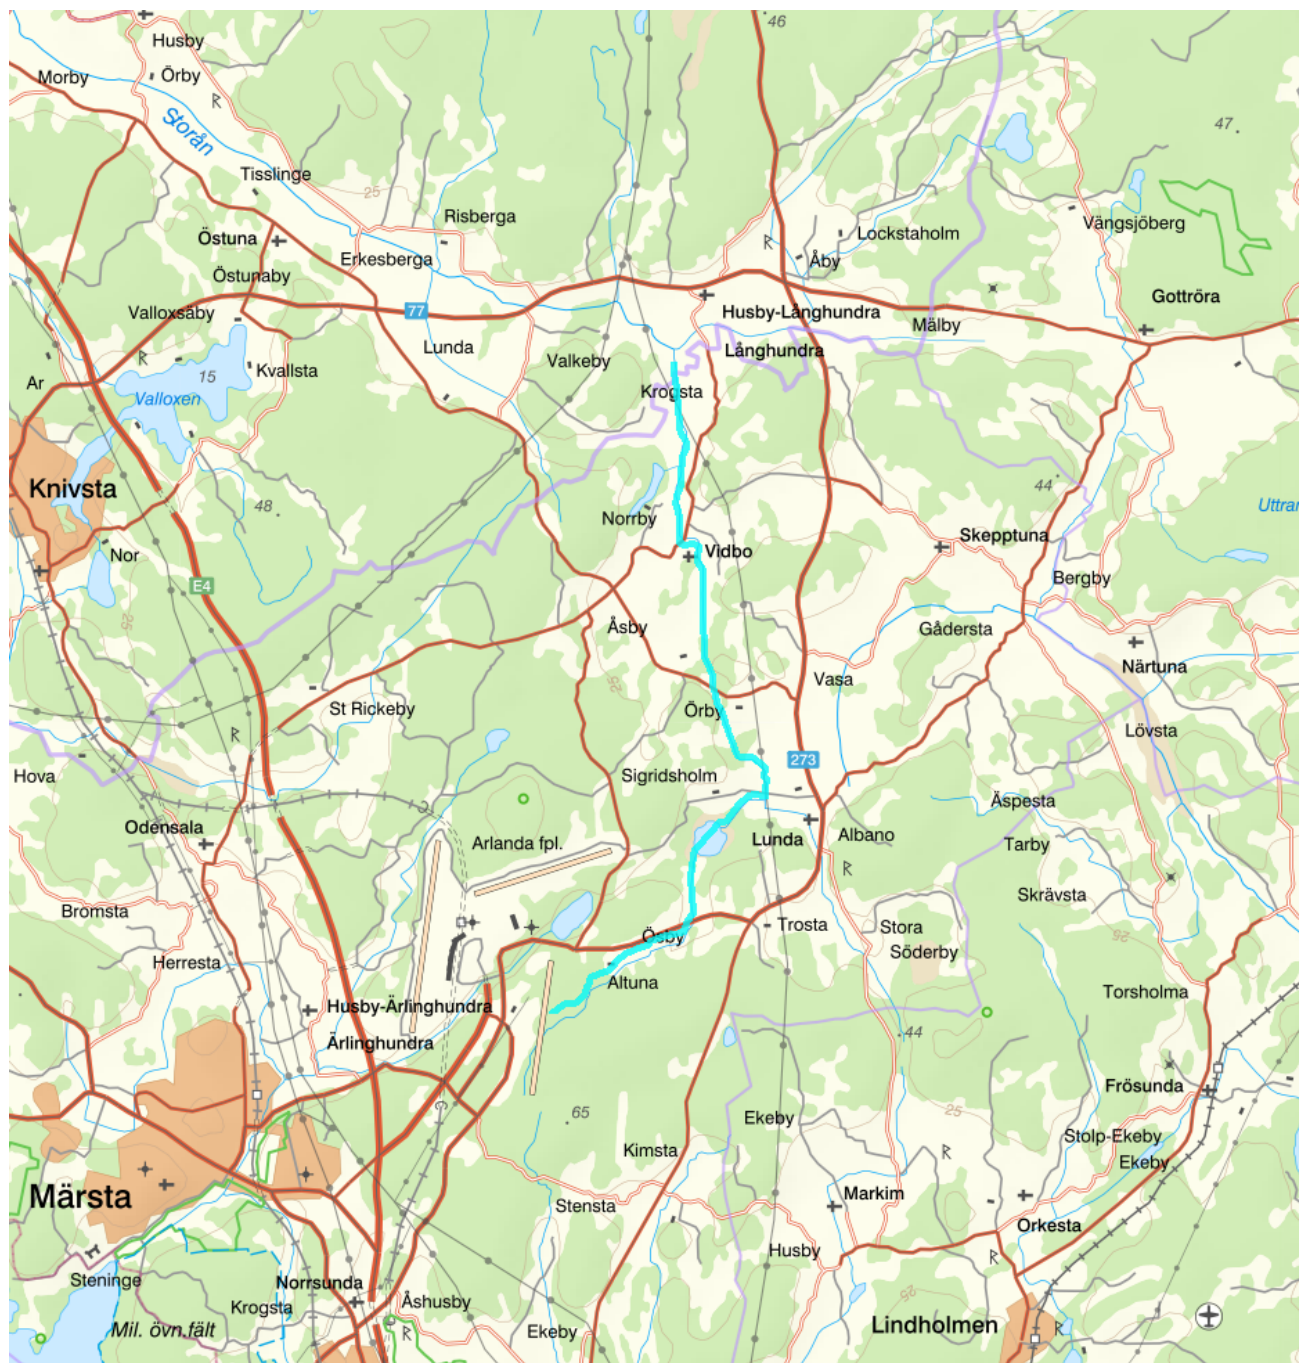 46
Husby
Örby
Morby
Storån
47
Tisslinge
25
Risberga
Östuna
Erkesberga
Östunaby
Vängsjöberg
Lockstaholm
Åby
Gottröra
Valloxsäby
77
Husby-Långhundra
Mälby
Lunda
Valkeby
Långhundra
Kvallsta
Ar
15
Valloxen
Krogsta
Knivsta
48
44
Uttran
Norrby
Skepptuna
Nor
Vidbo
E4
Bergby
25
Åsby
Gådersta
Närtuna
25
Vasa
St Rickeby
Örby
Lövsta
273
Hova
Sigridsholm
Äspesta
Odensala
Arlanda fpl.
Lunda
Albano
Tarby
Skrävsta
Bromsta
Ösby
Trosta
Stora
Söderby
25
Herresta
Altuna
Torsholma
Husby-Ärlinghundra
Ärlinghundra
44
Frösunda
65
Ekeby
25
Kimsta
Stolp-Ekeby
Ekeby
Märsta
Markim
Stensta
Orkesta
Husby
Steninge
Norrsunda
Krogsta
Åshusby
25
Mil. övn.fält
Ekeby
Lindholmen